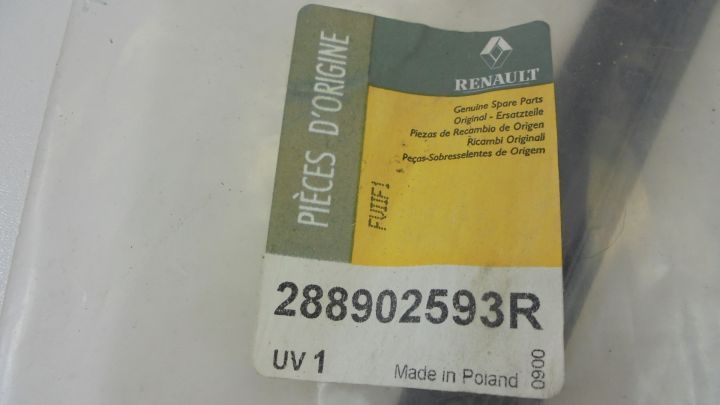 PIÈCES D'ORIGINE
RENAULT
Genuine Spare Parts
Original - Ersatzteile
Piezas de Recambio de Origen
Ricambi Originali
Peças-Sobresselentes de Origem
288902593R
UV 1
Made in Poland
0900